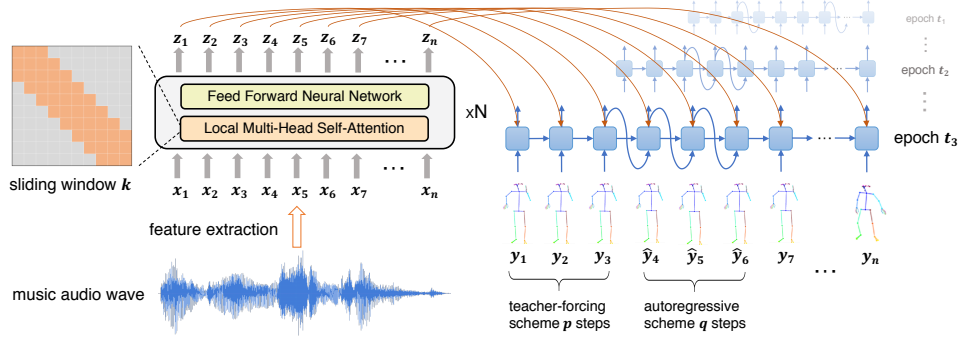 z1 z2 z3 z4 z5 z6 z7 ... zn
Feed Forward Neural Network
Local Multi-Head Self-Attention
xN
sliding window k
x1 x2 x3 x4 x5 x6 x7 ... xn
feature extraction
music audio wave
epoch t1
epoch t2
epoch t3
y1 y2 y3 ŷ4 ŷ5 ŷ6 y7 ... yn
teacher-forcing
scheme p steps
autoregressive
scheme q steps